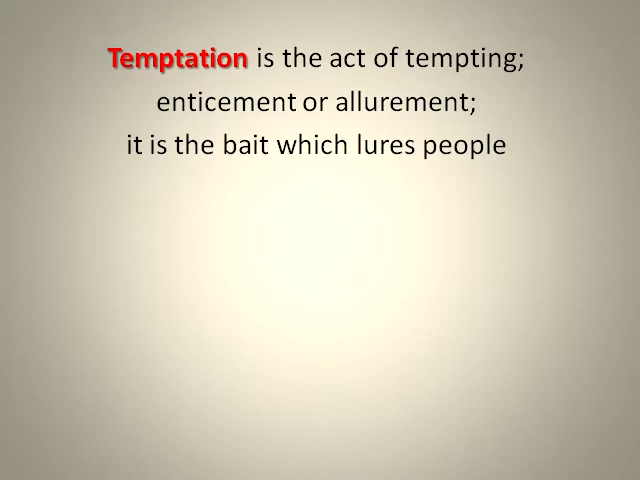 Temptation is the act of tempting;
enticement or allurement;
it is the bait which lures people